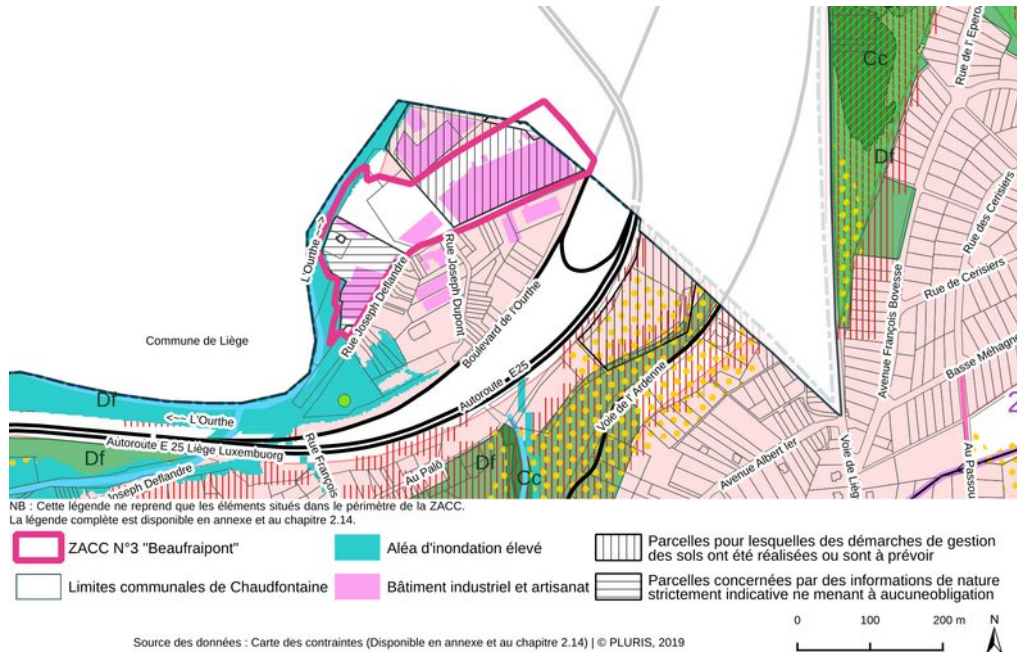 Cc
Rue de l' Eperon
Df
L'Ourthe -->
Rue Joseph Deflandre
Rue Joseph Dupont
Boulevard de l'Ourthe
Rue des Cerisiers
Rue de Cerisiers
Avenue François Bovesse
Commune de Liège
Autoroute E25
Voie de l' Ardenne
Basse Méhagne
Df
<-- L'Ourthe
Autoroute E 25 Liège Luxembuorg
Df
Joseph Deflandre
Rue François
Au Palô
Df
Cc
Avenue Albert Ier
Voie de Liège
Au Passou
2
NB : Cette légende ne reprend que les éléments situés dans le périmètre de la ZACC.
La légende complète est disponible en annexe et au chapitre 2.14.
ZACC N°3 "Beaufraipont"
Aléa d'inondation élevé
Parcelles pour lesquelles des démarches de gestion
des sols ont été réalisées ou sont à prévoir
Limites communales de Chaudfontaine
Bâtiment industriel et artisanat
Parcelles concernées par des informations de nature
strictement indicative ne menant à aucuneobligation
0 100 200 m N
Source des données : Carte des contraintes (Disponible en annexe et au chapitre 2.14) | © PLURIS, 2019